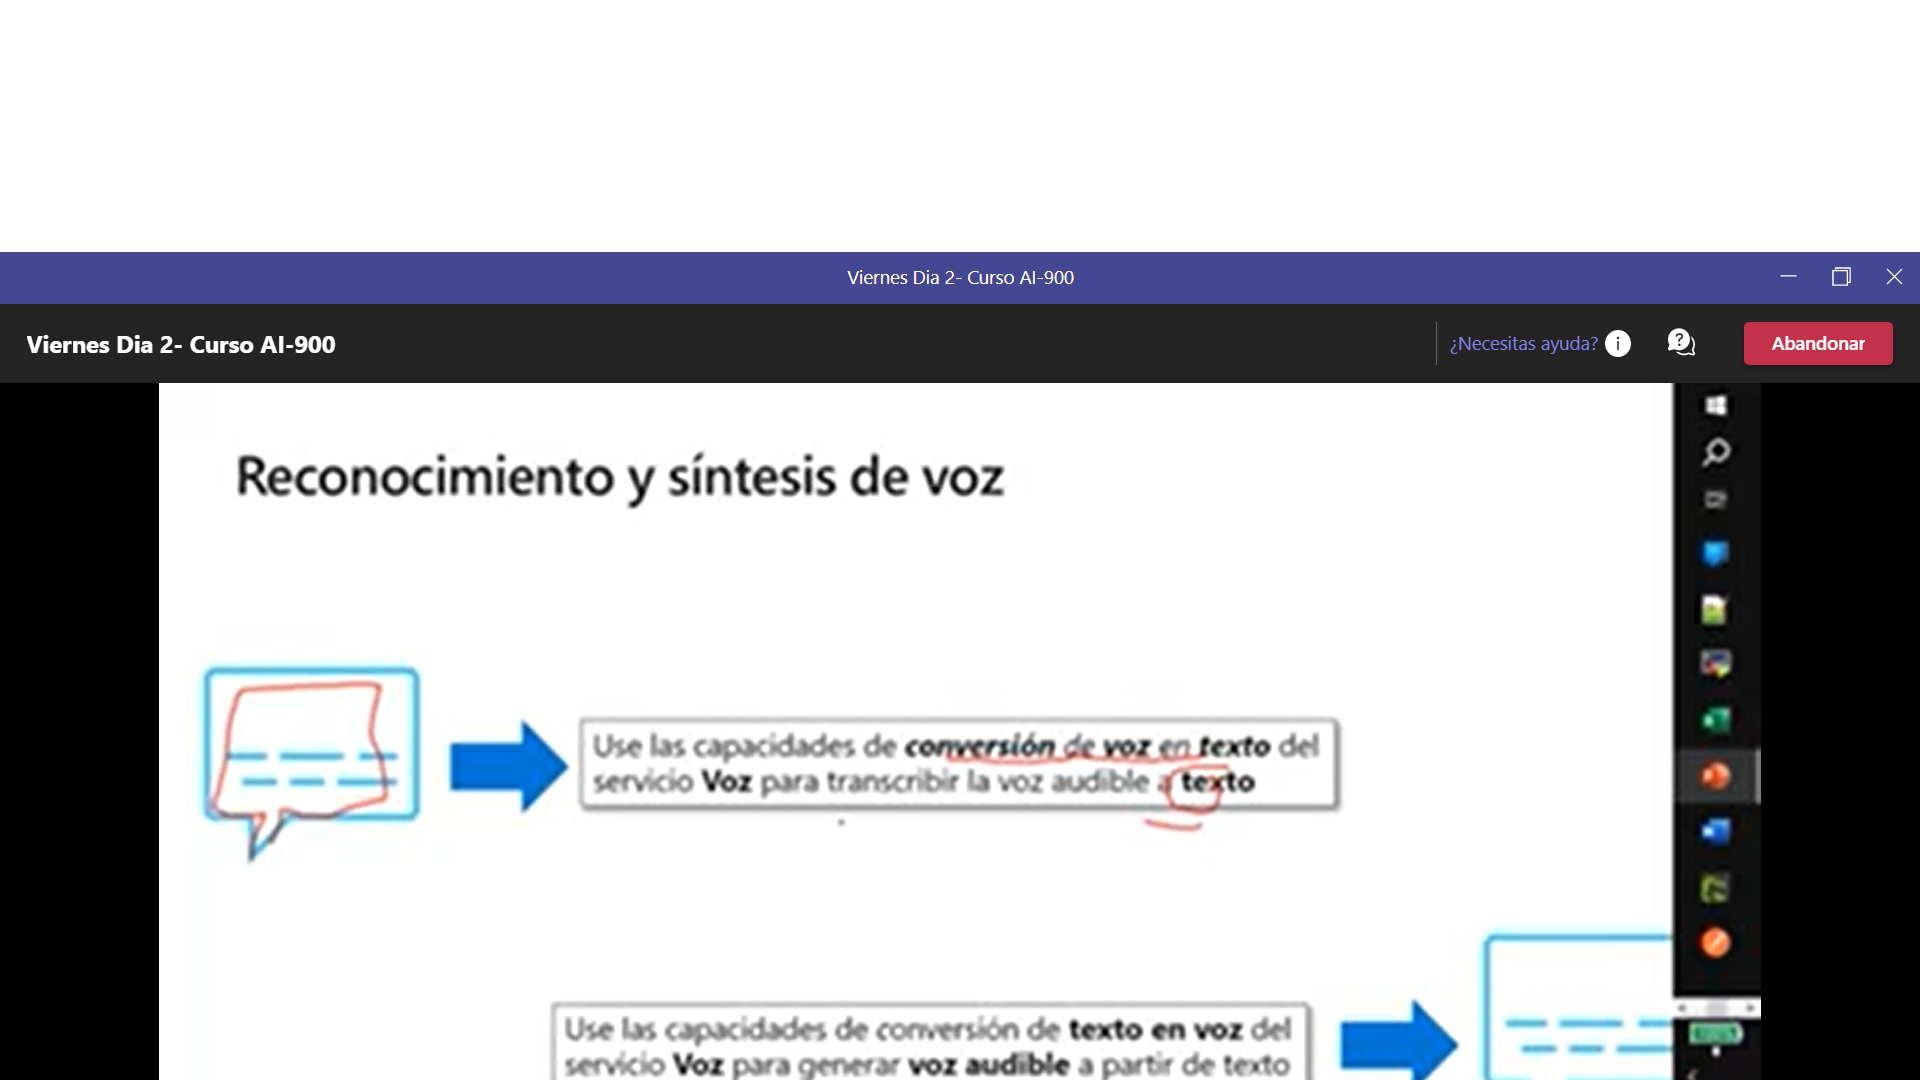 Viernes Dia 2- Curso AI-900
Viernes Dia 2- Curso AI-900
¿Necesitas ayuda?
Abandonar
Reconocimiento y síntesis de voz
Use las capacidades de conversión de voz en texto del
servicio Voz para transcribir la voz audible a texto
Use las capacidades de conversión de texto en voz del
servicio Voz para generar voz audible a partir de texto